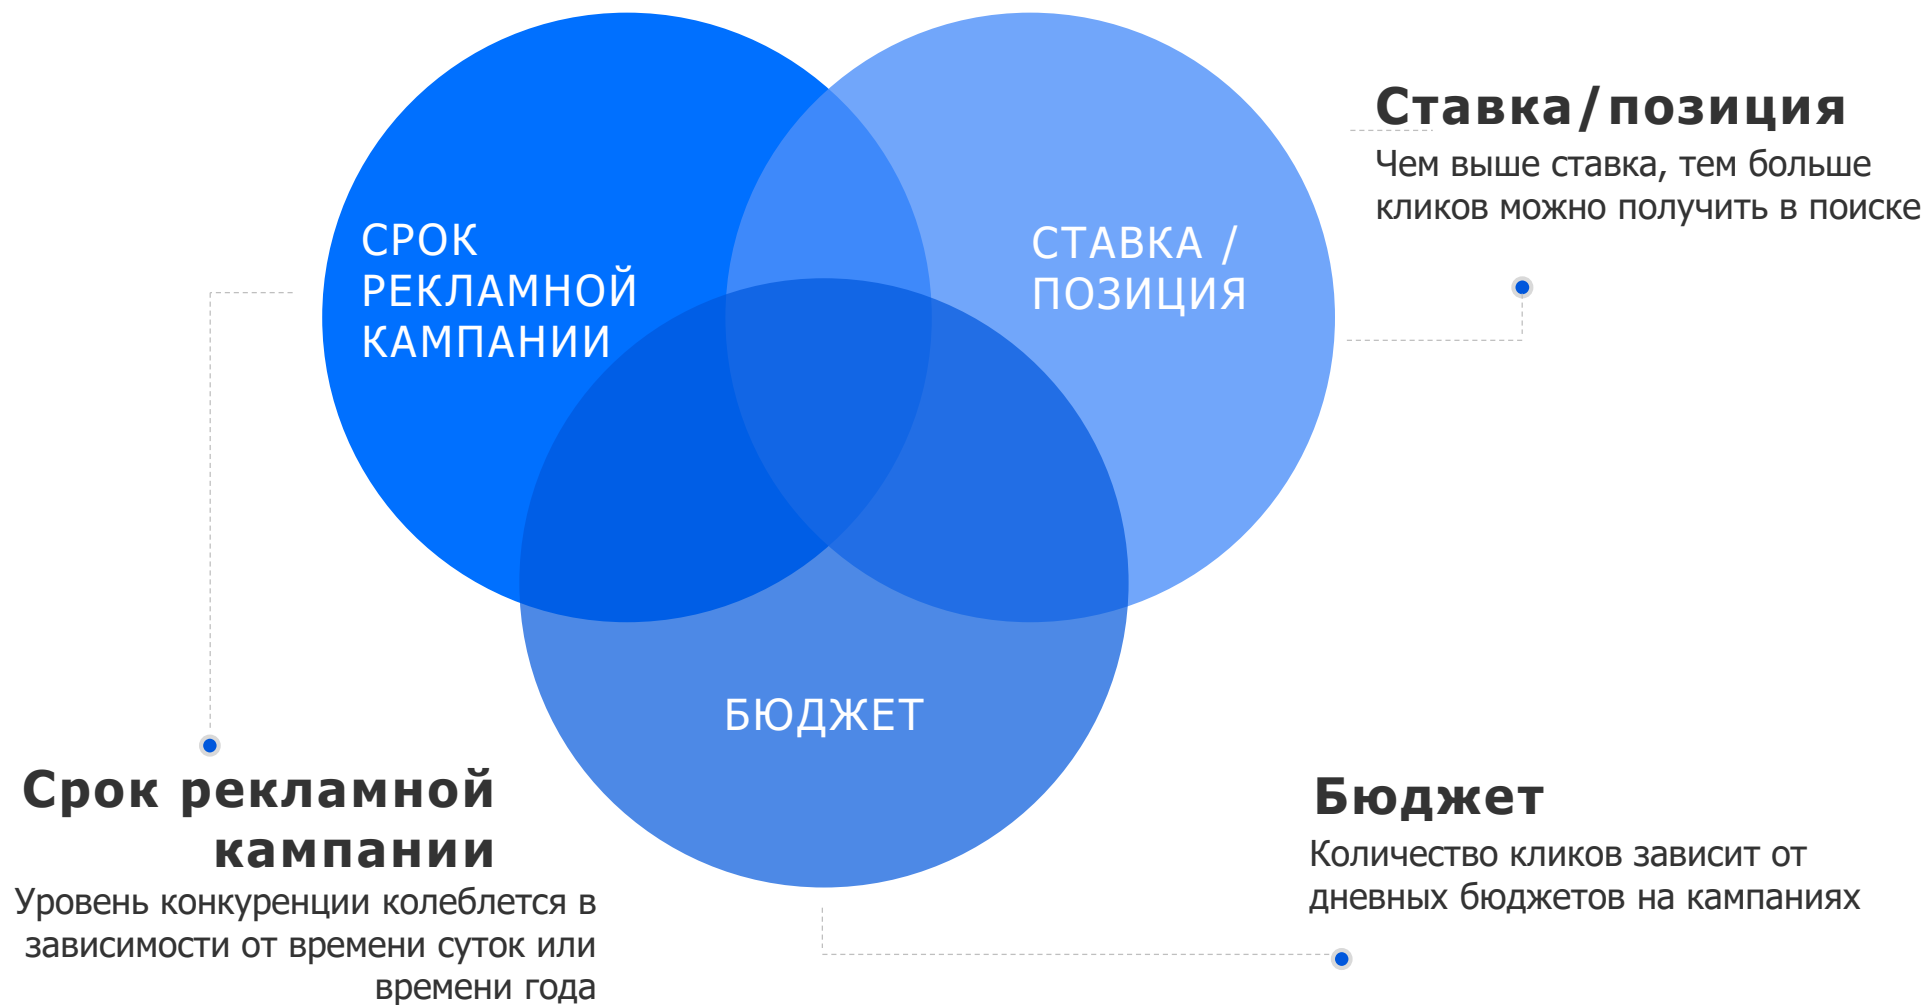 Ставка/позиция
Чем выше ставка, тем больше
кликов можно получить в поиске
СРОК
РЕКЛАМНОЙ
КАМПАНИИ
СТАВКА /
ПОЗИЦИЯ
БЮДЖЕТ
Срок рекламной
кампании
Уровень конкуренции колеблется в
зависимости от времени суток или
времени года
Бюджет
Количество кликов зависит от
дневных бюджетов на кампаниях